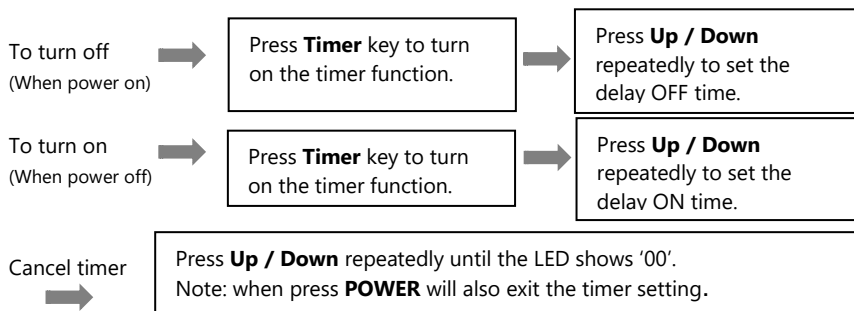 To turn off
(When power on)
Press Timer key to turn
on the timer function.
Press Up / Down
repeatedly to set the
delay OFF time.
To turn on
(When power off)
Press Timer key to turn
on the timer function.
Press Up / Down
repeatedly to set the
delay ON time.
Cancel timer
Press Up / Down repeatedly until the LED shows ‘00’.
Note: when press POWER will also exit the timer setting.